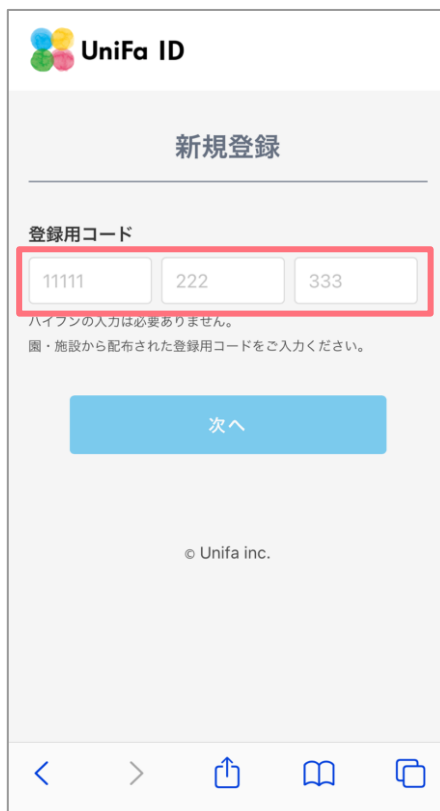 UniFa ID
新規登録
登録用コード
11111 222 333
ハイフンの入力は必要ありません。
園・施設から配布された登録用コードをご入力ください。
次へ
© Unifa inc.